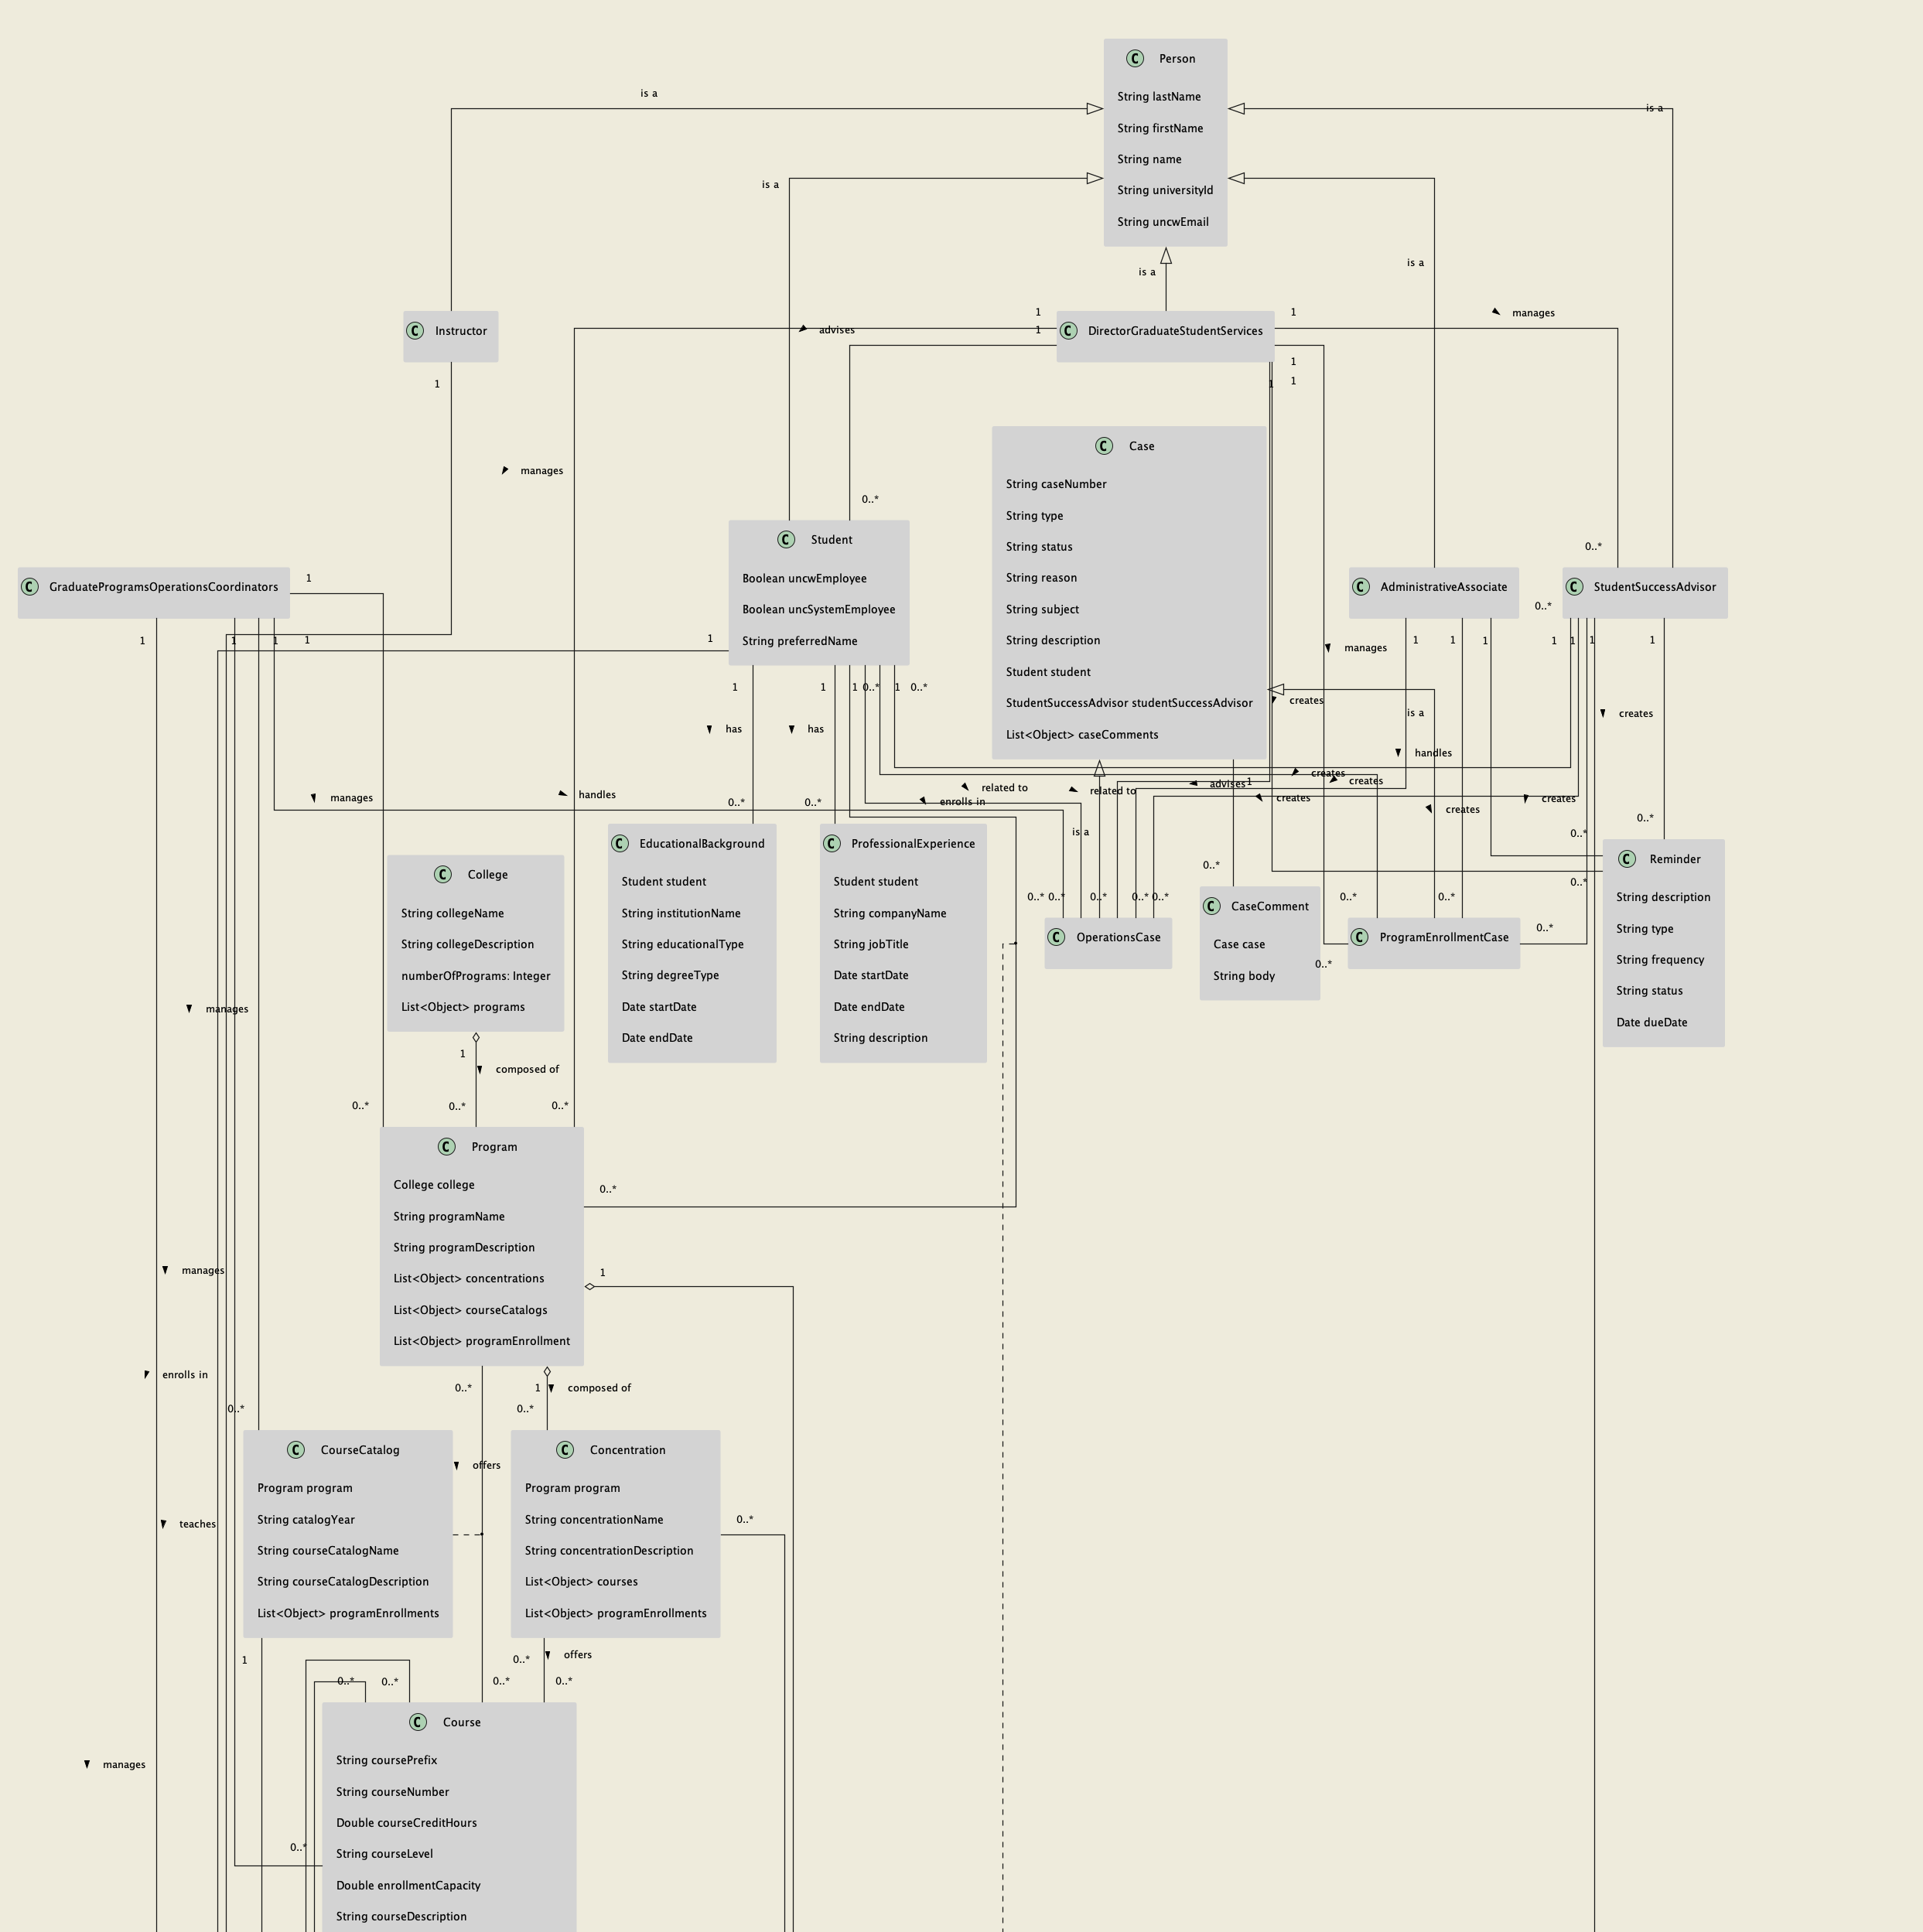 C Person
String lastName
String firstName
String name
String universityId
String uncwEmail
is a
is a
is a
is a
is a
C Instructor
1
C DirectorGraduateStudentServices
1
1
1
1
1
1
advises
manages
manages
0..*
C Case
String caseNumber
String type
String status
String reason
String subject
String description
Student student
StudentSuccessAdvisor studentSuccessAdvisor
List<Object> caseComments
C Student
Boolean uncwEmployee
Boolean uncSystemEmployee
String preferredName
C GraduateProgramsOperationsCoordinators
1
1
1
1
1
1
C AdministrativeAssociate
1
1
1
0..*
C StudentSuccessAdvisor
0..*
1
1
1
1
manages
creates
creates
is a
handles
1
1
1
0..*
1
0..*
has
has
manages
handles
related to
related to
enrolls in
advises
1
creates
creates
creates
creates
creates
0..*
0..*
is a
0..*
0..*
0..*
C EducationalBackground
Student student
String institutionName
String educationalType
String degreeType
Date startDate
Date endDate
C ProfessionalExperience
Student student
String companyName
String jobTitle
Date startDate
Date endDate
String description
C Reminder
String description
String type
String frequency
String status
Date dueDate
C College
String collegeName
String collegeDescription
numberOfPrograms: Integer
List<Object> programs
0..*
0..*
0..*
0..*
0..*
0..*
C OperationsCase
C CaseComment
Case case
String body
0..*
0..*
0..*
C ProgramEnrollmentCase
0..*
0..*
manages
1
composed of
0..*
0..*
0..*
C Program
College college
String programName
String programDescription
List<Object> concentrations
List<Object> courseCatalogs
List<Object> programEnrollment
0..*
1
manages
enrolls in
0..*
0..*
1
composed of
0..*
C CourseCatalog
Program program
String catalogYear
String courseCatalogName
String courseCatalogDescription
List<Object> programEnrollments
offers
C Concentration
Program program
String concentrationName
String concentrationDescription
List<Object> courses
List<Object> programEnrollments
0..*
teaches
1
0..*
offers
0..*
0..*
0..*
0..*
C Course
String coursePrefix
String courseNumber
Double courseCreditHours
String courseLevel
Double enrollmentCapacity
String courseDescription
manages
0..*